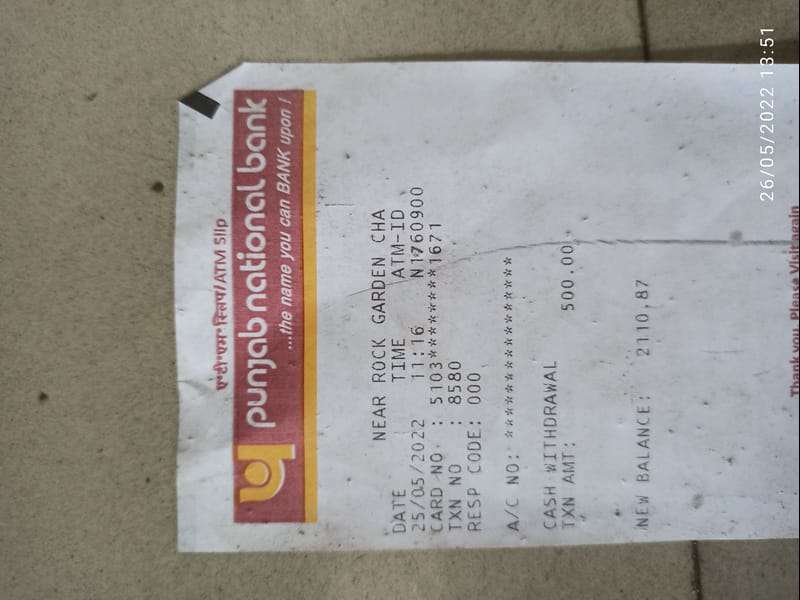 ए॰टी॰एम॰ स्लिप/ATM Slip
punjab national bank
...the name you can BANK upon !
NEAR ROCK GARDEN CHA
DATE TIME ATM-ID
25/05/2022 11:16 N1760900
CARD NO : 5103*********1671
TXN NO : 8580
RESP CODE: 000
A/C NO: ****************
CASH WITHDRAWAL
TXN AMT: 500.00
NEW BALANCE: 2110.87
Thank you, Please Visit again
26/05/2022 13:51